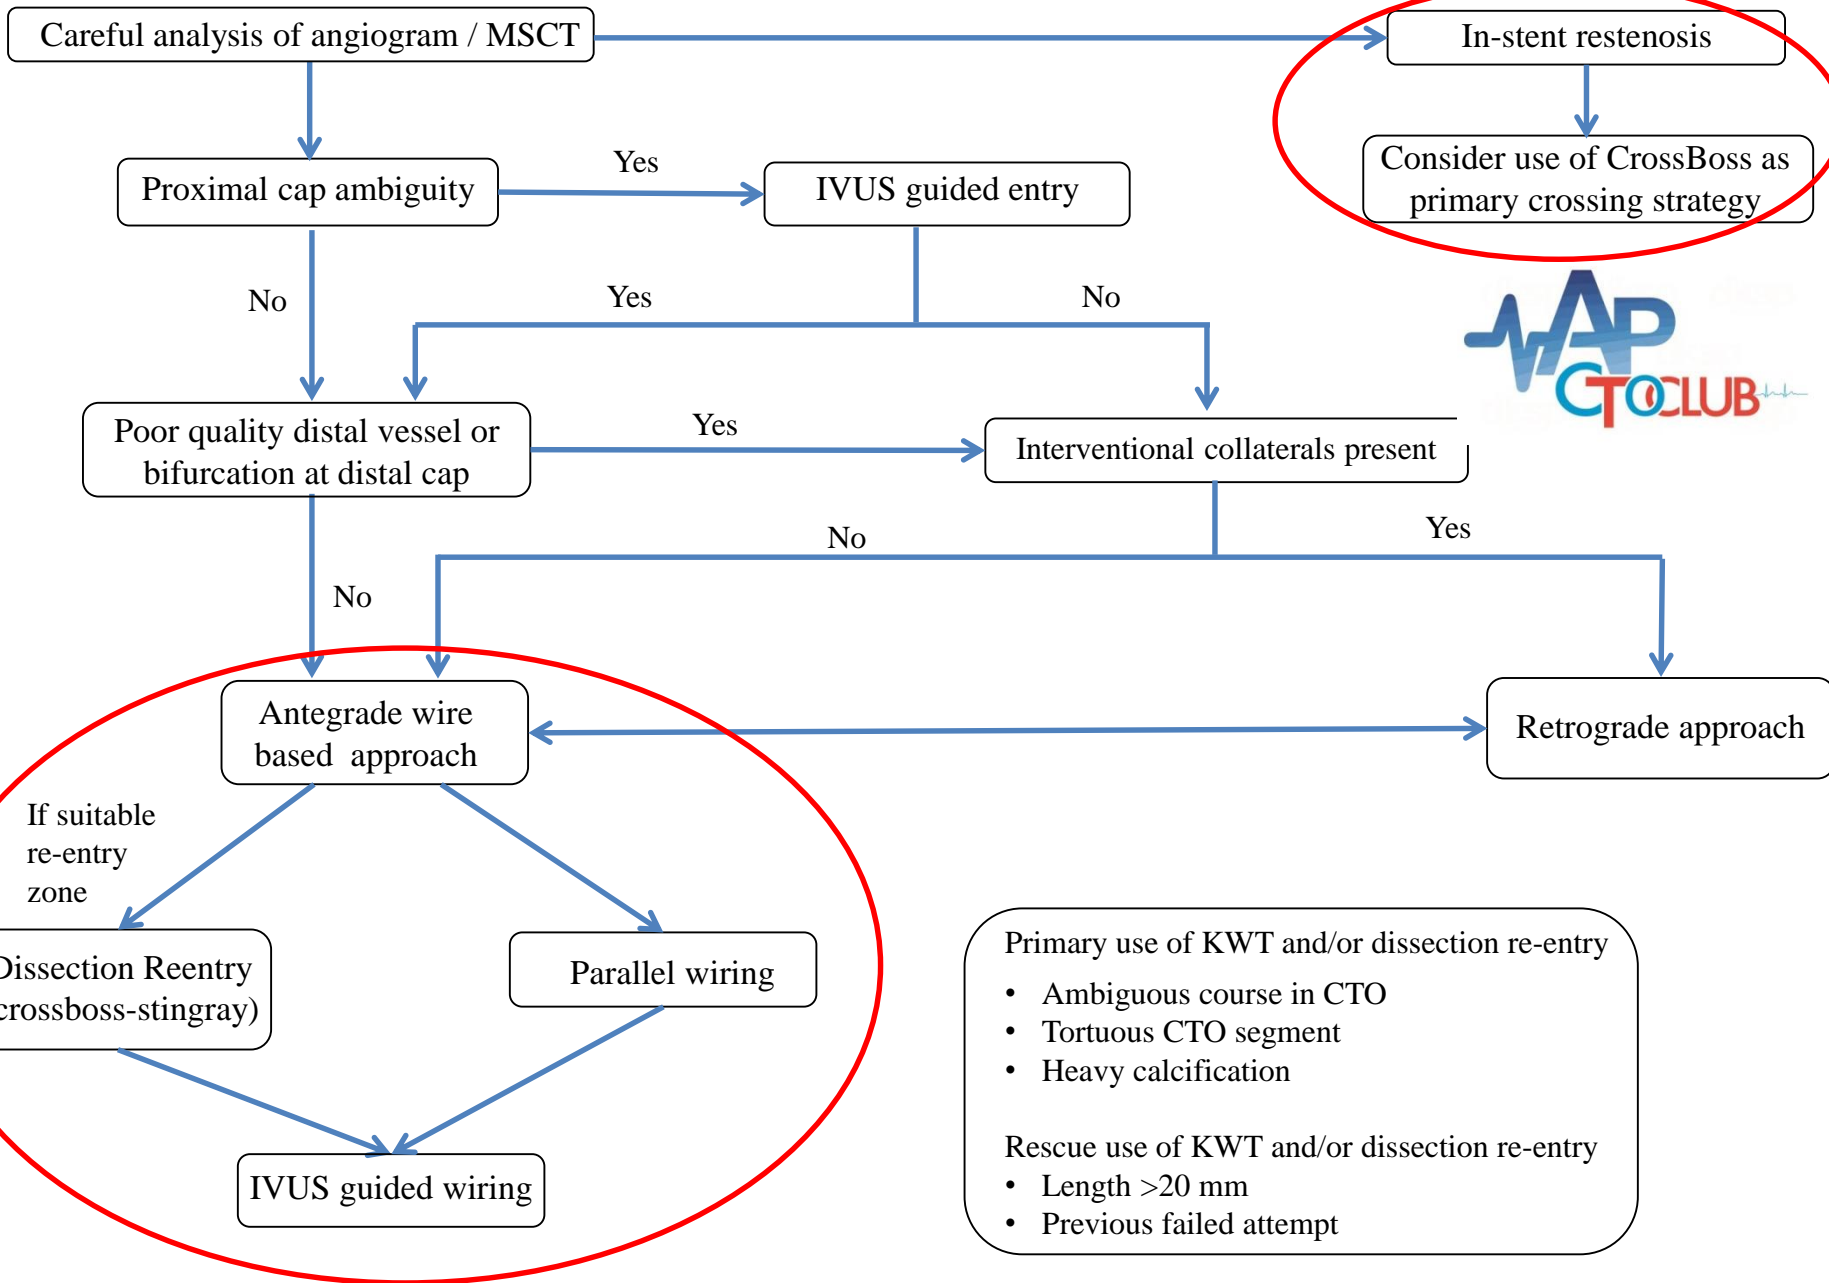 Careful analysis of angiogram / MSCT
In-stent restenosis
Consider use of CrossBoss as
primary crossing strategy
Proximal cap ambiguity
Yes
IVUS guided entry
No
Yes
No
AP
CTOCLUB
Poor quality distal vessel or
bifurcation at distal cap
Yes
Interventional collaterals present
No
Yes
No
Antegrade wire
based approach
Retrograde approach
If suitable
re-entry
zone
Dissection Reentry
crossboss-stingray)
Parallel wiring
IVUS guided wiring
Primary use of KWT and/or dissection re-entry
• Ambiguous course in CTO
• Tortuous CTO segment
• Heavy calcification
Rescue use of KWT and/or dissection re-entry
• Length >20 mm
• Previous failed attempt